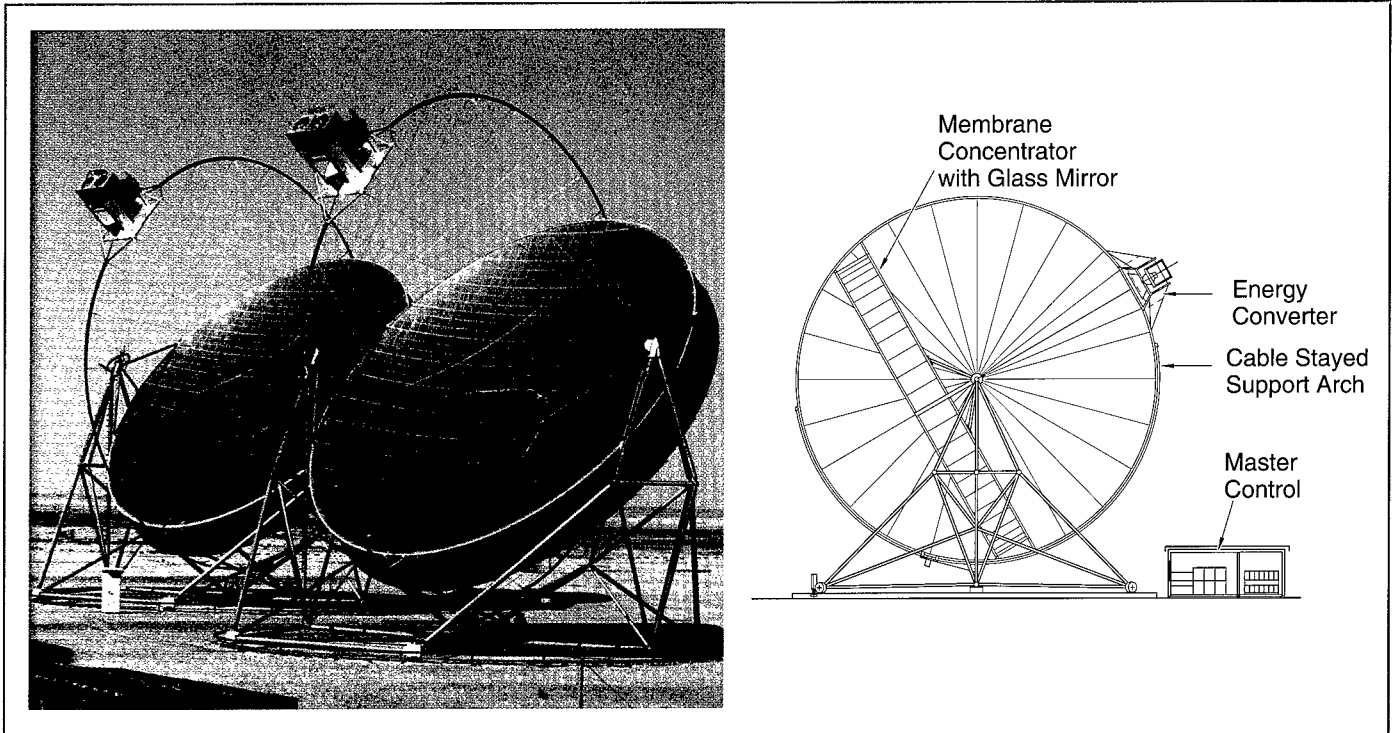 Membrane
Concentrator
with Glass Mirror
Energy
Converter
Cable Stayed
Support Arch
Master
Control